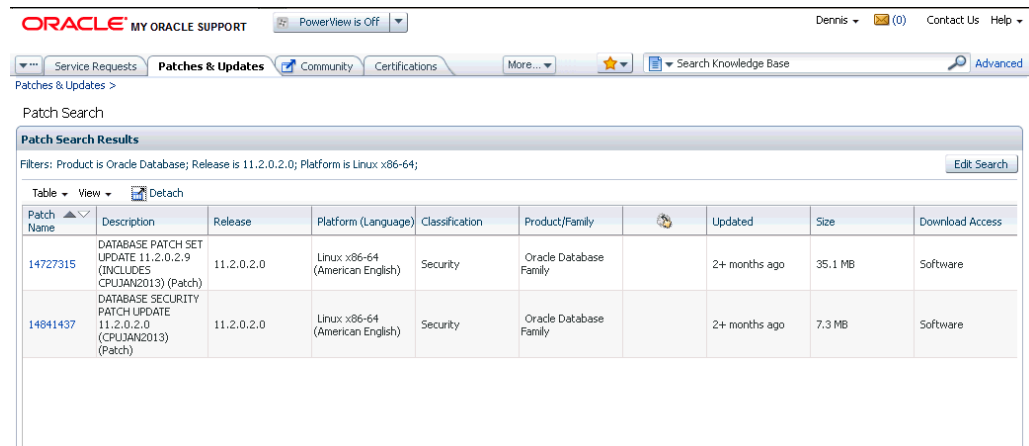 ORACLE MY ORACLE SUPPORT PowerView is Off Dennis (0) Contact Us Help
Service Requests Patches & Updates Community Certifications More... Search Knowledge Base Advanced
Patches & Updates >
Patch Search
Patch Search Results
Filters: Product is Oracle Database; Release is 11.2.0.2.0; Platform is Linux x86-64; Edit Search
Table View Detach
Patch Name Description Release Platform (Language) Classification Product/Family Updated Size Download Access
14727315 DATABASE PATCH SET UPDATE 11.2.0.2.9 (INCLUDES CPUJAN2013) (Patch) 11.2.0.2.0 Linux x86-64 (American English) Security Oracle Database Family 2+ months ago 35.1 MB Software
14841437 DATABASE SECURITY PATCH UPDATE 11.2.0.2.0 (CPUJAN2013) (Patch) 11.2.0.2.0 Linux x86-64 (American English) Security Oracle Database Family 2+ months ago 7.3 MB Software